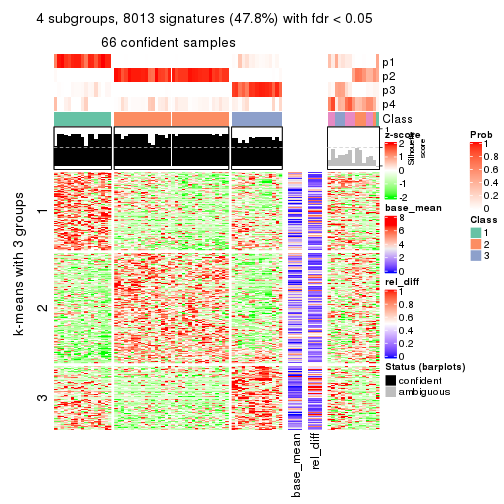 4 subgroups, 8013 signatures (47.8%) with fdr < 0.05
66 confident samples
p1
p2
p3
p4
Class
1
Silhouette
score
k-means with 3 groups
1
2
3
base_mean
rel_diff
z-score
2
1
0
-1
-2
base_mean
8
6
4
2
0
rel_diff
1
0.8
0.6
0.4
0.2
0
Status (barplots)
confident
ambiguous
Prob
1
0.8
0.6
0.4
0.2
0
Class
1
2
3